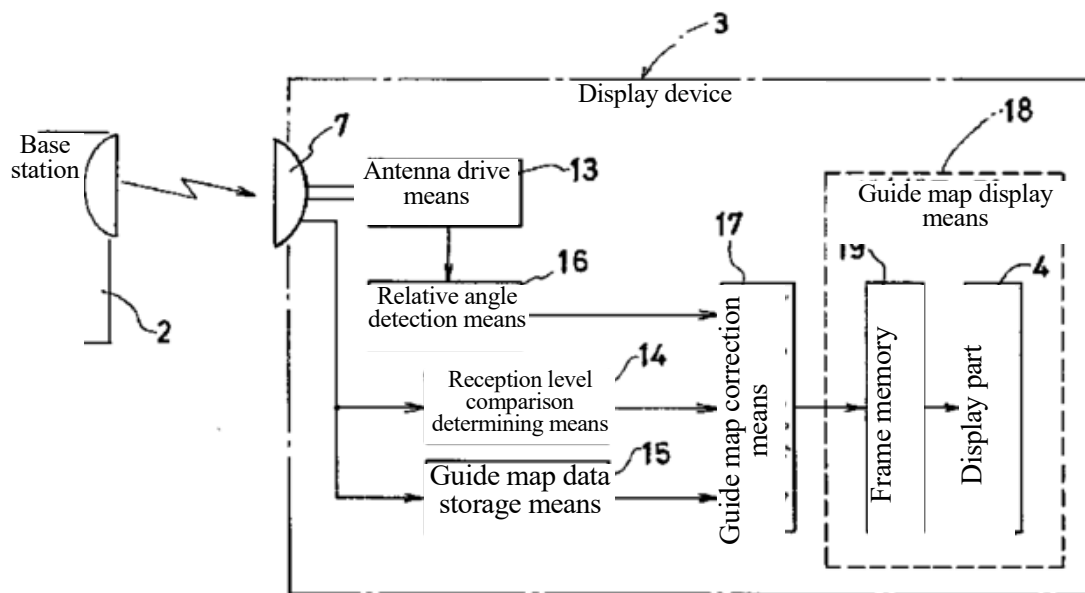 3
Display device
18
7
Base
station
Antenna drive
means
13
Guide map display
means
17
16
19
4
Relative angle
detection means
2
14
Reception level
comparison
determining means
15
Guide map data
storage means
Guide map correction
means
Frame memory
Display part